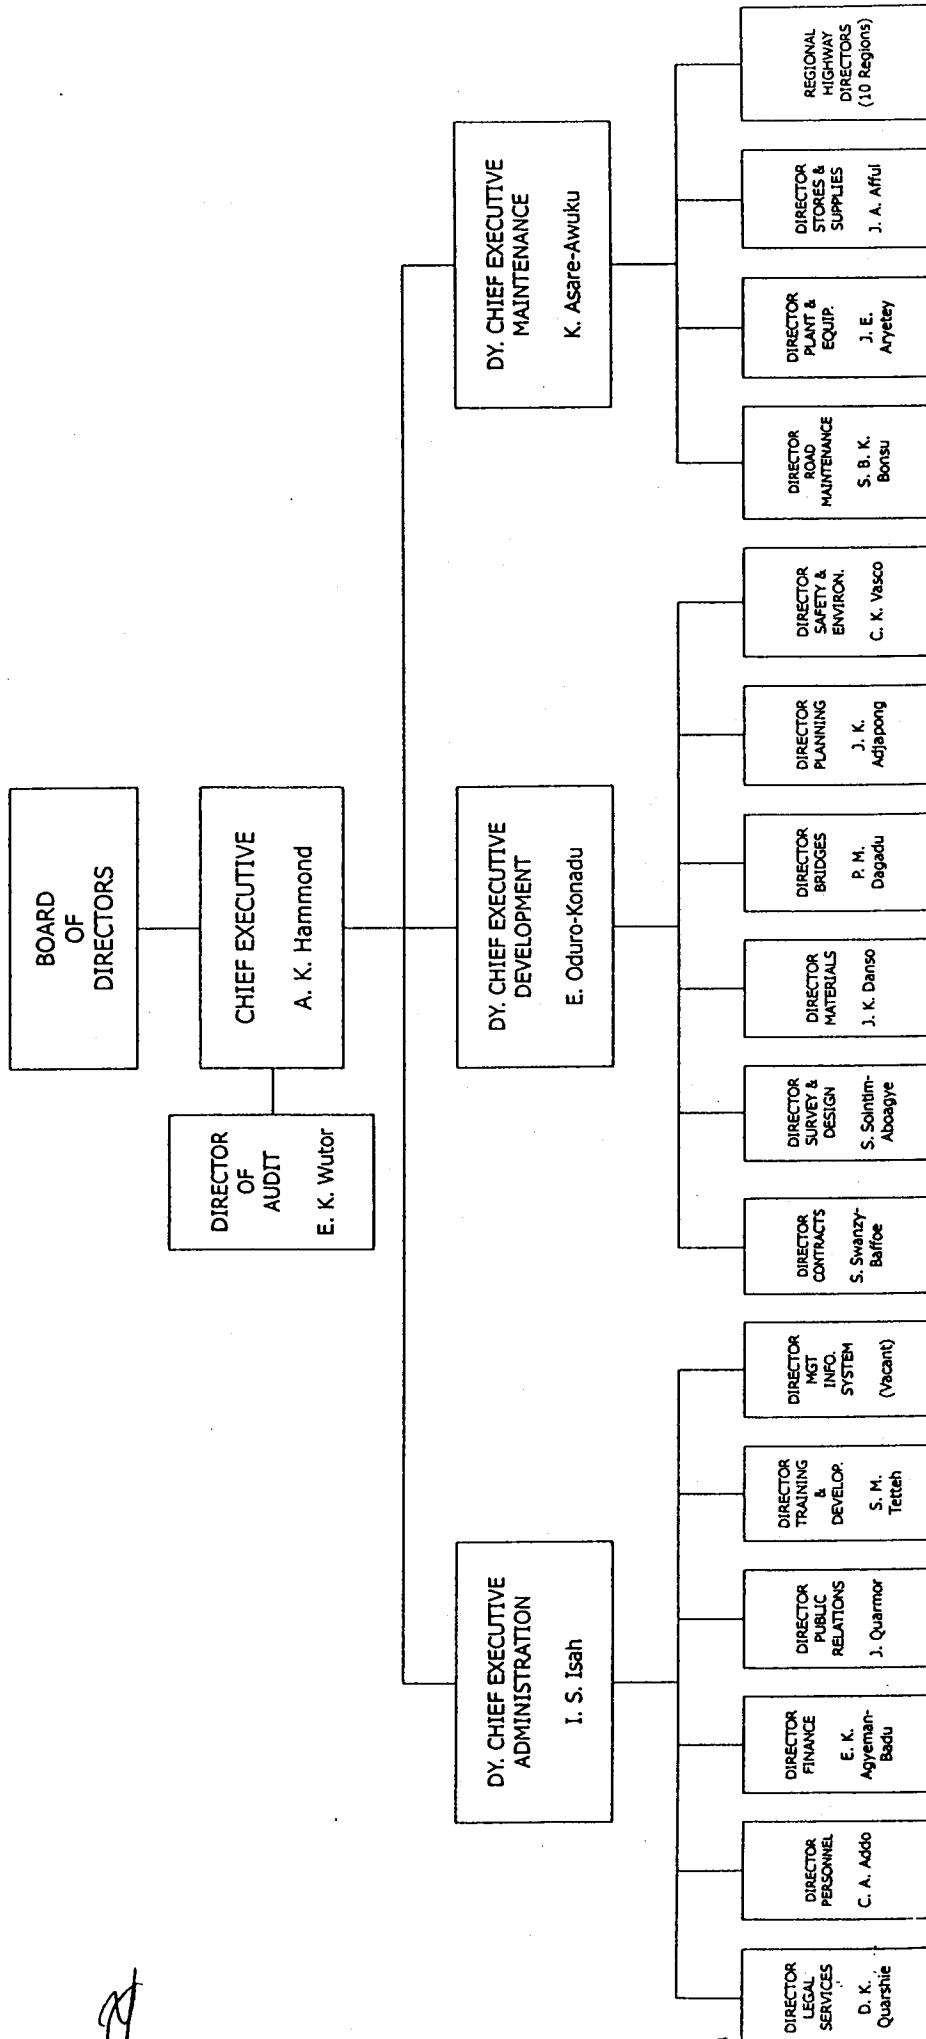 BOARD
OF
DIRECTORS
CHIEF EXECUTIVE
A. K. Hammond
DIRECTOR
OF
AUDIT
E. K. Wutor
DY. CHIEF EXECUTIVE
ADMINISTRATION
I. S. Isah
DY. CHIEF EXECUTIVE
DEVELOPMENT
E. Oduro-Konadu
DY. CHIEF EXECUTIVE
MAINTENANCE
K. Asare-Awuku
DIRECTOR
LEGAL
SERVICES
D. K.
Quarshie
DIRECTOR
PERSONNEL
C. A. Addo
DIRECTOR
FINANCE
E. K.
Agyeman-
Badu
DIRECTOR
PUBLIC
RELATIONS
J. Quarmor
DIRECTOR
TRAINING
&
DEVELOP.
S. M.
Tetteh
DIRECTOR
MGT
INFO.
SYSTEM
(Vacant)
DIRECTOR
CONTRACTS
S. Swanzy-
Baffoe
DIRECTOR
SURVEY &
DESIGN
S. Sointim-
Aboagye
DIRECTOR
MATERIALS
J. K. Danso
DIRECTOR
BRIDGES
P. M.
Dagadu
DIRECTOR
PLANNING
J. K.
Adjapong
DIRECTOR
SAFETY &
ENVIRON.
C. K. Vasco
DIRECTOR
ROAD
MAINTENANCE
S. B. K.
Bonsu
DIRECTOR
PLANT &
EQUIP.
J. E.
Aryetey
DIRECTOR
STORES &
SUPPLIES
J. A. Afful
REGIONAL
HIGHWAY
DIRECTORS
(10 Regions)